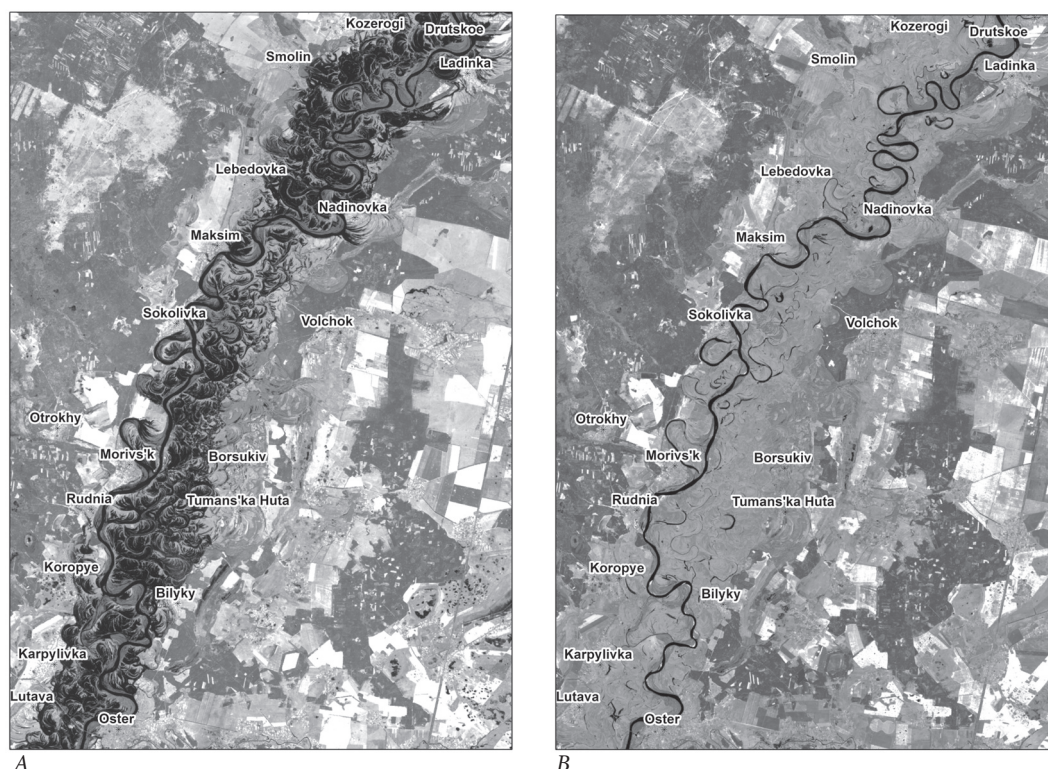 Kozerogi
Drutskoe
Smolin
Ladinka
Lebedovka
Nadinovka
Maksim
Sokolivka
Volchok
Otrokhy
Morivs'k
Borsukiv
Rudnia
Tumans'ka Huta
Koropye
Bilyky
Karpylivka
Lutava
Oster
A
Kozerogi
Drutskoe
Smolin
Ladinka
Lebedovka
Nadinovka
Maksim
Sokolivka
Volchok
Otrokhy
Morivs'k
Borsukiv
Rudnia
Tumans'ka Huta
Koropye
Bilyky
Karpylivka
Lutava
Oster
B